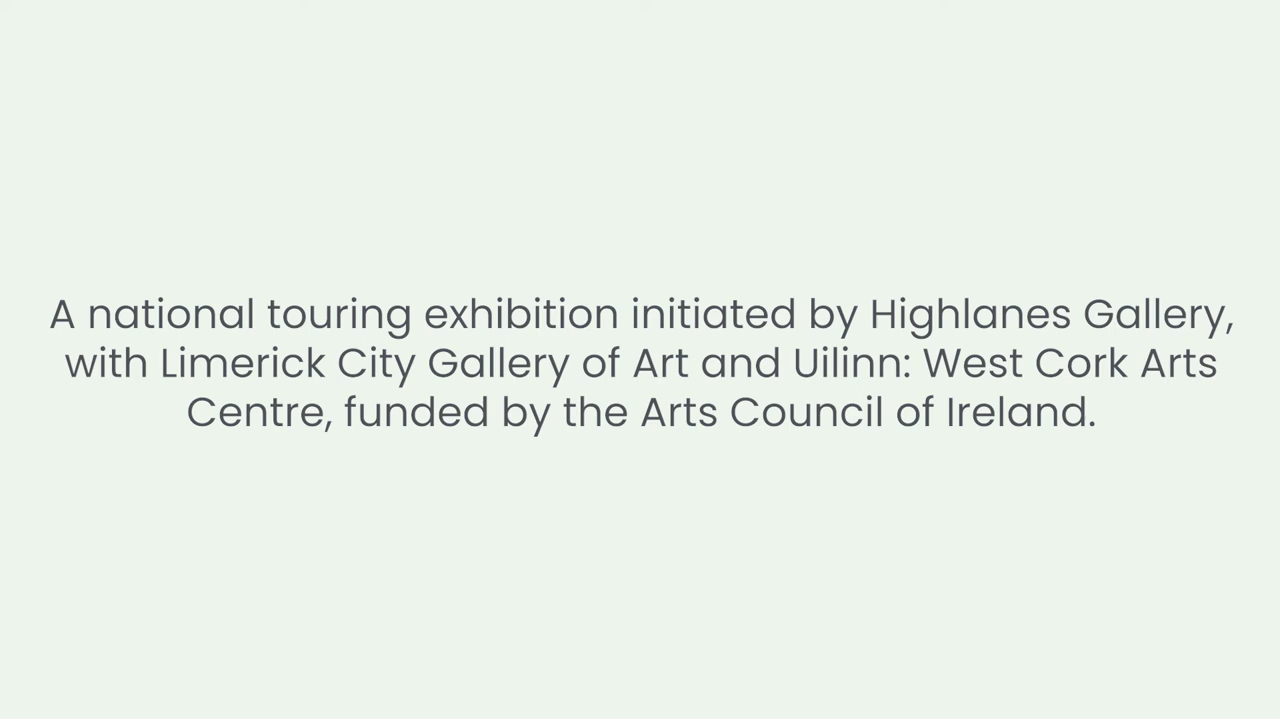 A national touring exhibition initiated by Highlanes Gallery,
with Limerick City Gallery of Art and Uilinn: West Cork Arts
Centre, funded by the Arts Council of Ireland.